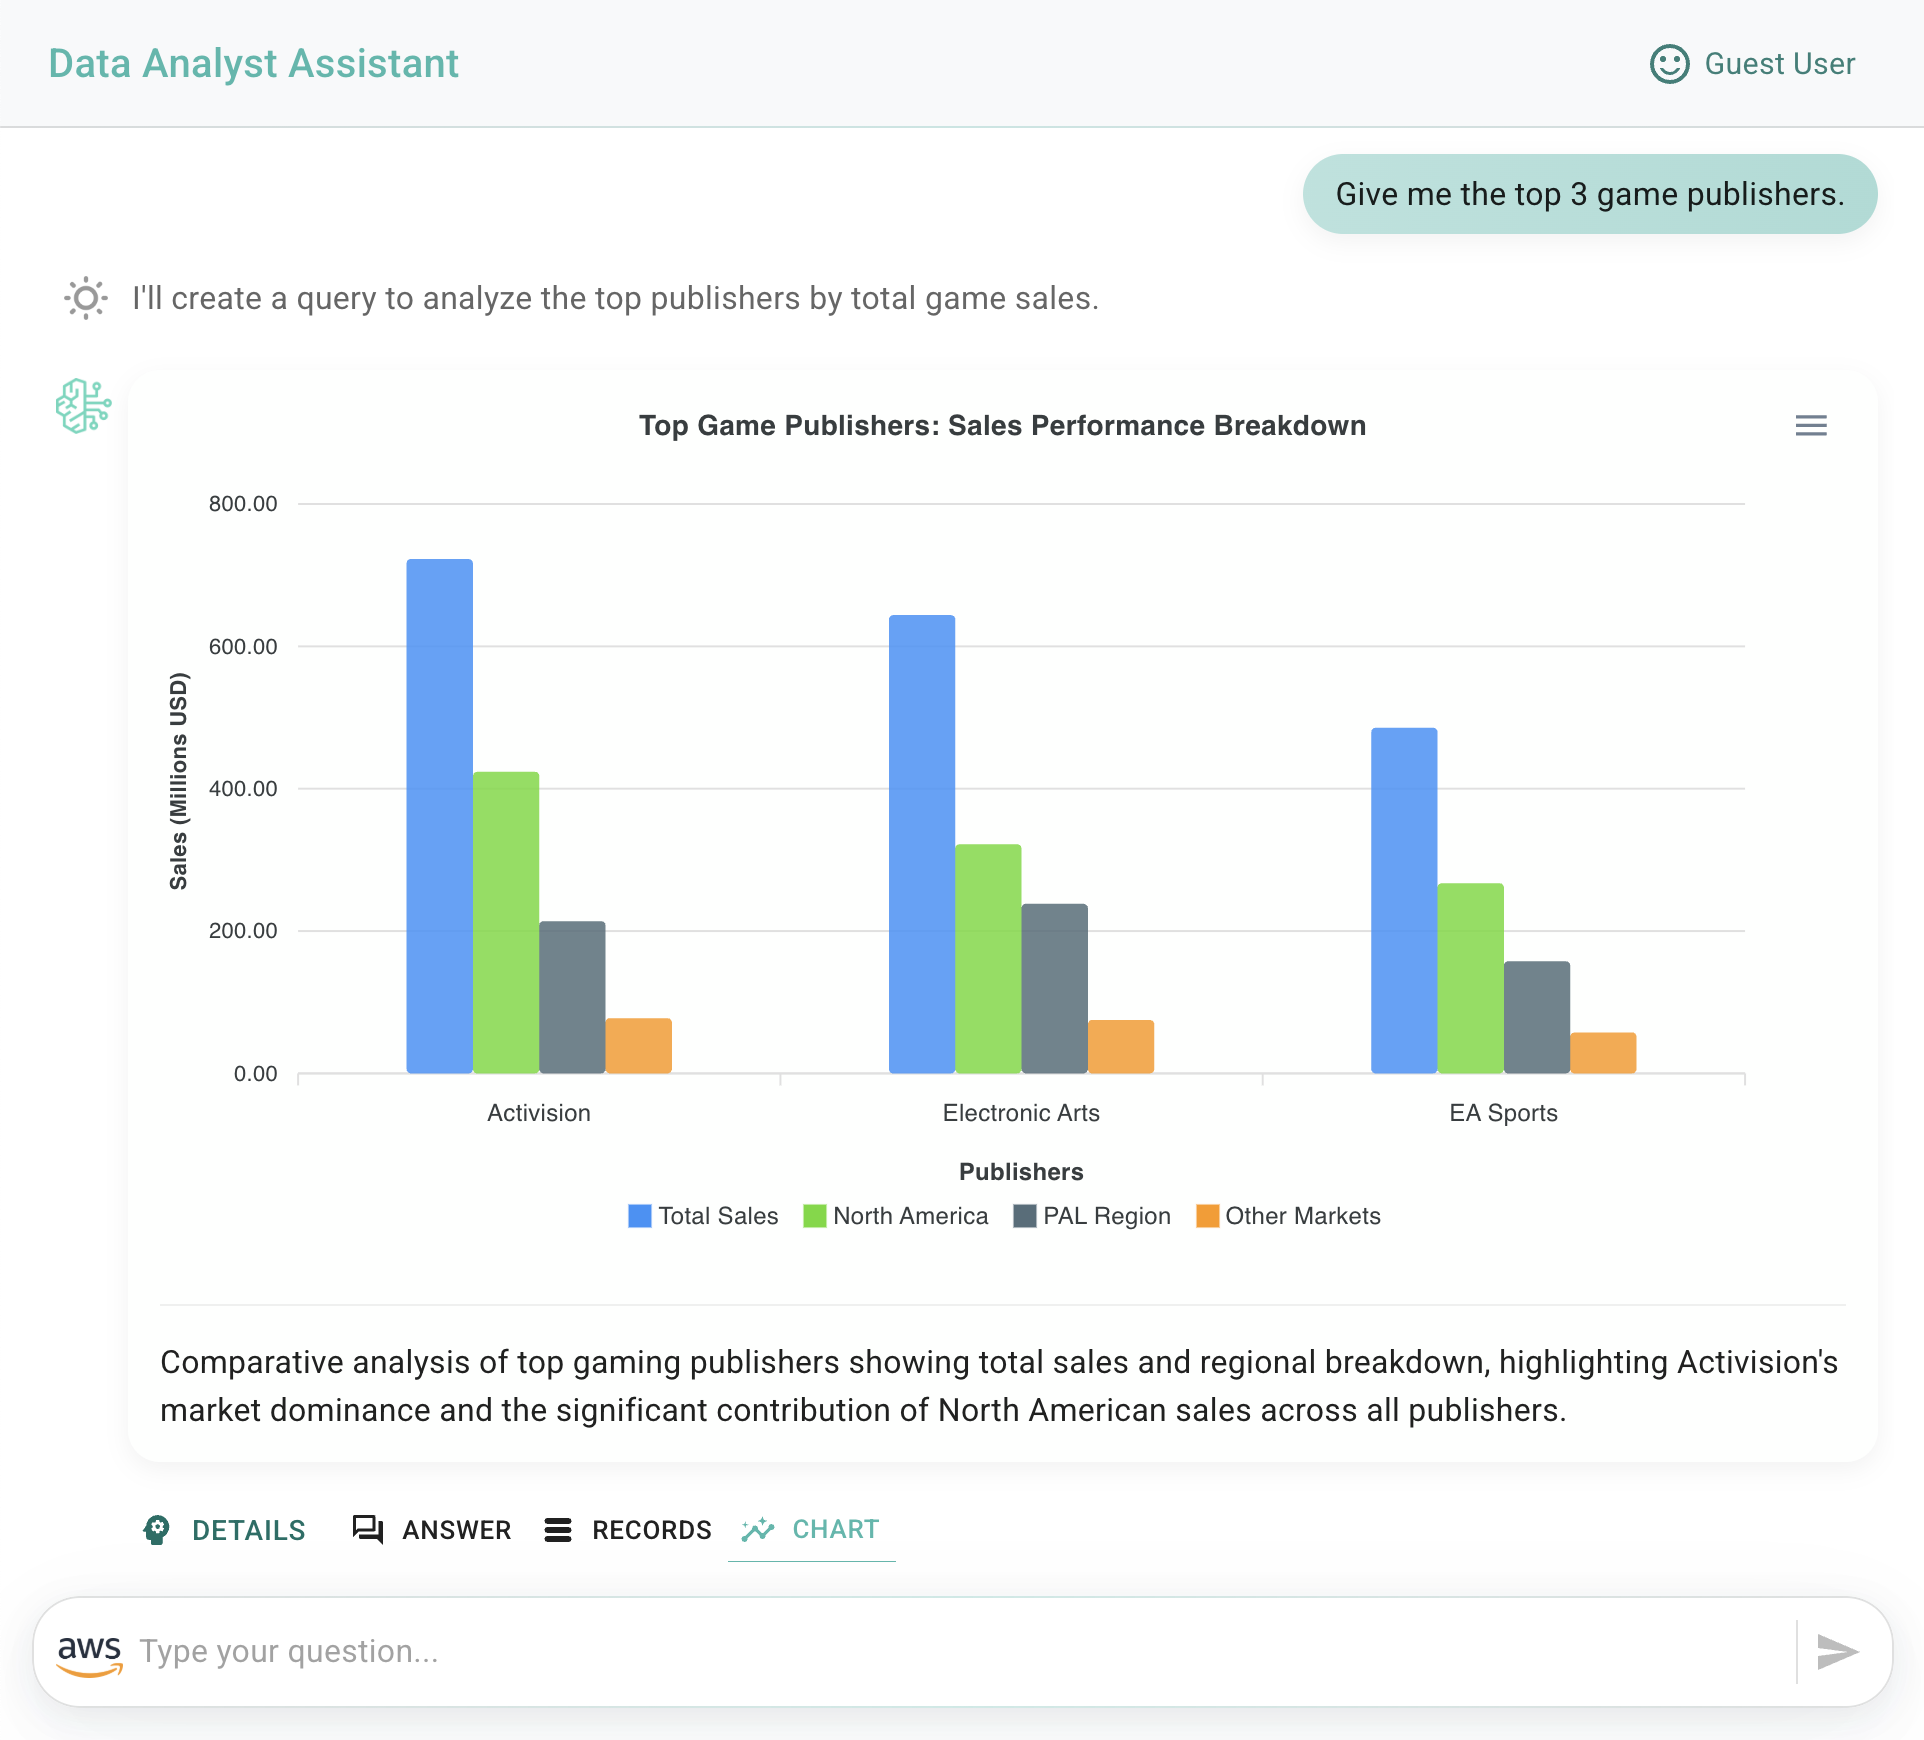 Data Analyst Assistant
Guest User
Give me the top 3 game publishers.
I'll create a query to analyze the top publishers by total game sales.
Top Game Publishers: Sales Performance Breakdown
800.00
600.00
400.00
200.00
0.00
Sales (Millions USD)
Activision
Electronic Arts
EA Sports
Publishers
Total Sales
North America
PAL Region
Other Markets
Comparative analysis of top gaming publishers showing total sales and regional breakdown, highlighting Activision's
market dominance and the significant contribution of North American sales across all publishers.
DETAILS
ANSWER
RECORDS
CHART
aws
Type your question...